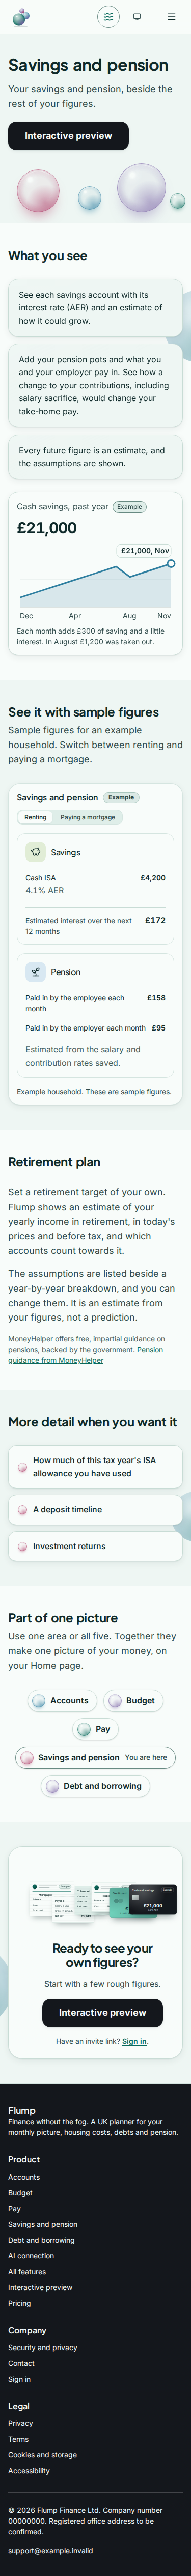 Savings and pension
Your savings and pension, beside the
rest of your figures.
Interactive preview
What you see
See each savings account with its
interest rate (AER) and an estimate of
how it could grow.
Add your pension pots and what you
and your employer pay in. See how a
change to your contributions, including
salary sacrifice, would change your
take-home pay.
Every future figure is an estimate, and
the assumptions are shown.
Cash savings, past year Example
£21,000
£21,000, Nov
Dec Apr Aug Nov
Each month adds £300 of saving and a little
interest. In August £1,200 was taken out.
See it with sample figures
Sample figures for an example
household. Switch between renting and
paying a mortgage.
Savings and pension Example
Renting Paying a mortgage
Savings
Cash ISA £4,200
4.1% AER
Estimated interest over the next £172
12 months
Pension
Paid in by the employee each £158
month
Paid in by the employer each month £95
Estimated from the salary and
contribution rates saved.
Example household. These are sample figures.
Retirement plan
Set a retirement target of your own.
Flump shows an estimate of your
yearly income in retirement, in today's
prices and before tax, and which
accounts count towards it.
The assumptions are listed beside a
year-by-year breakdown, and you can
change them. It is an estimate from
your figures, not a prediction.
MoneyHelper offers free, impartial guidance on
pensions, backed by the government. Pension
guidance from MoneyHelper
More detail when you want it
How much of this tax year's ISA
allowance you have used
A deposit timeline
Investment returns
Part of one picture
Use one area or all five. Together they
make one picture of your money, on
your Home page.
Accounts Budget
Pay
Savings and pension You are here
Debt and borrowing
£21,000
Ready to see your
own figures?
Start with a few rough figures.
Interactive preview
Have an invite link? Sign in.
Flump
Finance without the fog. A UK planner for your
monthly picture, housing costs, debts and pension.
Product
Accounts
Budget
Pay
Savings and pension
Debt and borrowing
AI connection
All features
Interactive preview
Pricing
Company
Security and privacy
Contact
Sign in
Legal
Privacy
Terms
Cookies and storage
Accessibility
© 2026 Flump Finance Ltd. Company number
00000000. Registered office address to be
confirmed.
support@example.invalid